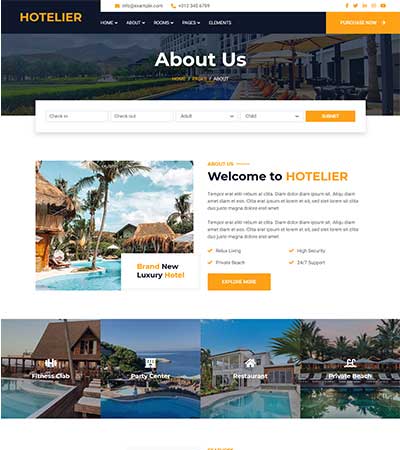 HOTELIER
info@example.com
+012 345 6789
HOME
ABOUT
ROOMS
PAGES
ELEMENTS
PURCHASE NOW
About Us
HOME / PAGES / ABOUT
Check in
Check out
Adult
Child
SUBMIT
ABOUT US
Welcome to HOTELIER
Tempor erat elitr rebum at clita. Diam dolor diam ipsum sit. Aliqu
diam amet diam et eos. Clita erat ipsum et lorem et sit, sed stet lorem sit clita duo
justo magna dolore erat amet
Tempor erat elitr rebum at clita. Diam dolor diam ipsum sit. Aliqu
diam amet diam et eos. Clita erat ipsum et lorem et sit, sed stet lorem sit clita duo
justo magna dolore erat amet
Relux Living
High Security
Private Beach
24/7 Support
Brand New
Luxury Hotel
EXPLORE MORE
Fitness Clab
Party Center
Restaurant
Private Beach